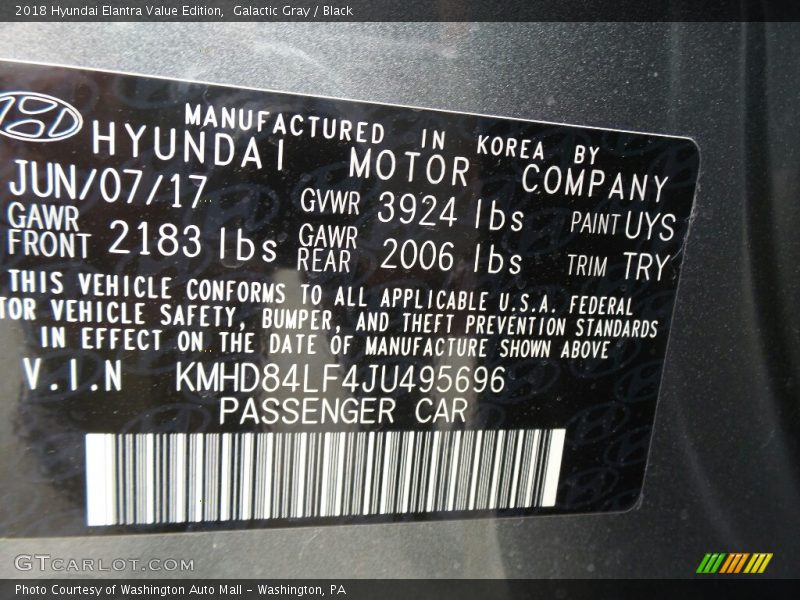 2018 Hyundai Elantra Value Edition,  Galactic Gray / Black
MANUFACTURED IN KOREA BY
HYUNDAI MOTOR COMPANY
JUN/07/17 GVWR 3924 lbs PAINT UYS
GAWR FRONT 2183 lbs GAWR REAR 2006 lbs TRIM TRY
THIS VEHICLE CONFORMS TO ALL APPLICABLE U.S.A. FEDERAL
TOR VEHICLE SAFETY, BUMPER, AND THEFT PREVENTION STANDARDS
IN EFFECT ON THE DATE OF MANUFACTURE SHOWN ABOVE
V.I.N KMHD84LF4JU495696
PASSENGER CAR
GTCARLOT.COM
Photo Courtesy of Washington Auto Mall - Washington, PA